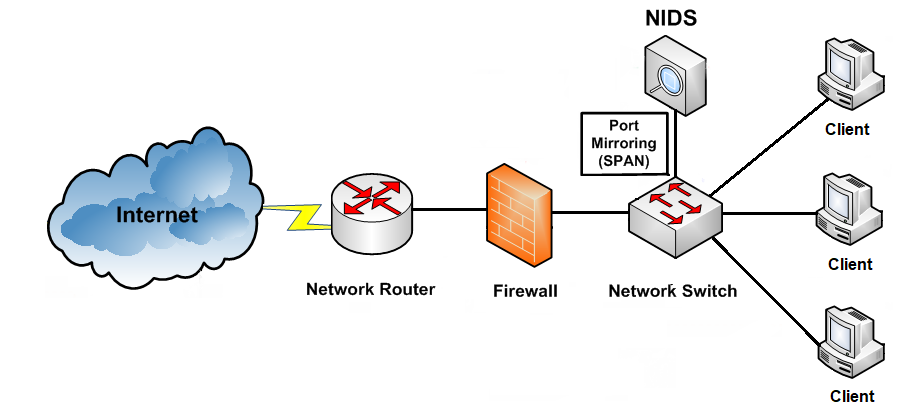 NIDS
Port
Mirroring
(SPAN)
Client
Internet
Client
Network Router
Firewall
Network Switch
Client